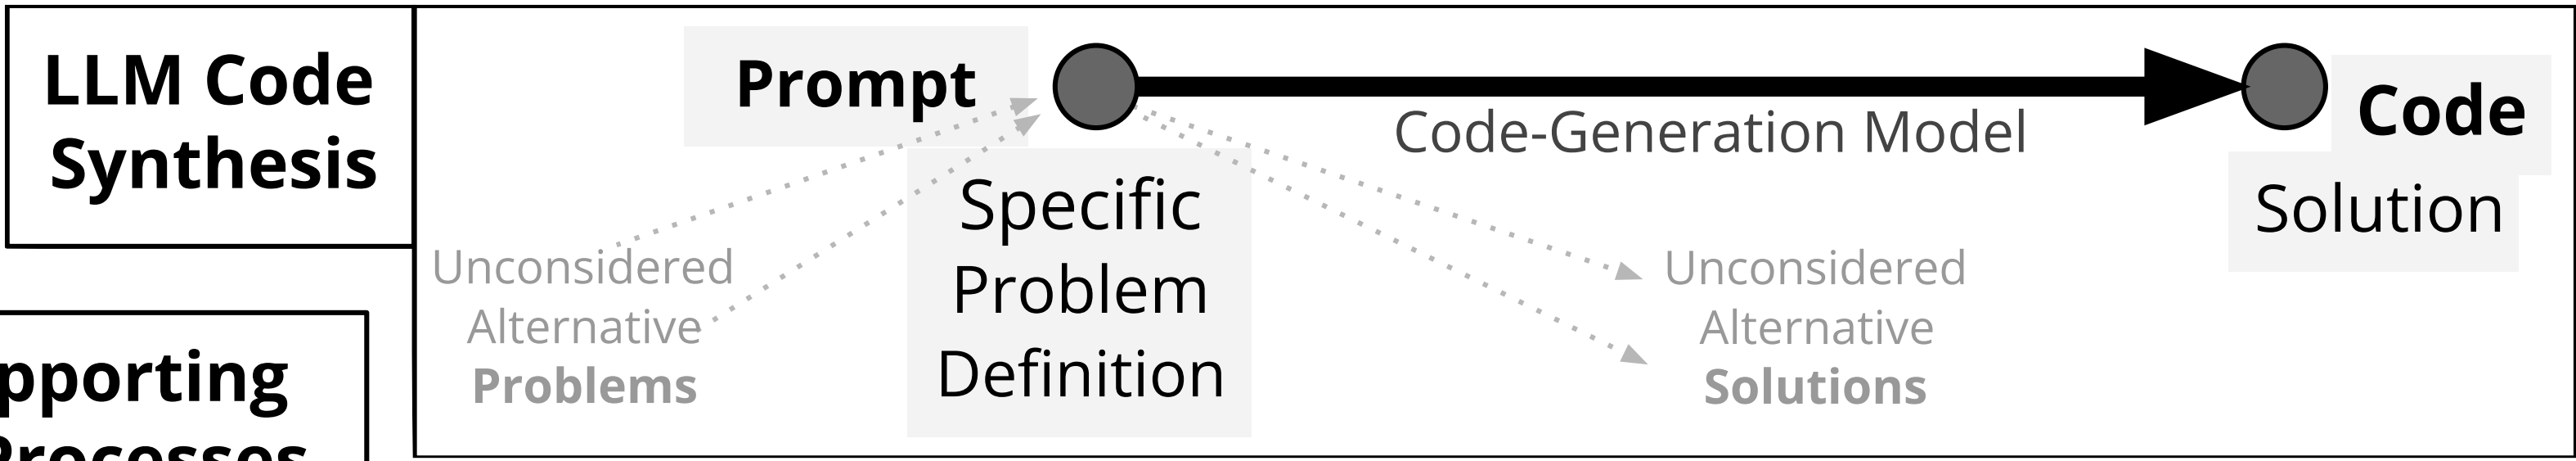 LLM Code
Synthesis
Prompt
Code-Generation Model
Code
Solution
Specific
Problem
Definition
Unconsidered
Alternative
Problems
Unconsidered
Alternative
Solutions
pporting
Processes